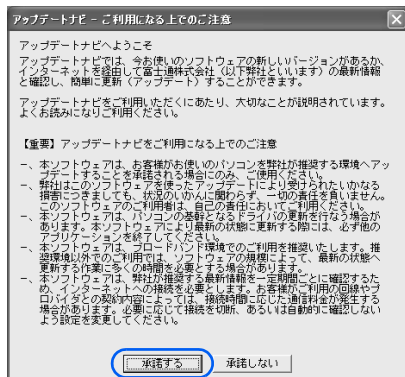 アップデートナビ - ご利用になる上でのご注意
アップデートナビへようこそ
アップデートナビでは、今お使いのソフトウェアの新しいバージョンがあるか、
インターネットを経由して富士通株式会社（以下弊社といいます）の最新情報
と確認し、簡単に更新（アップデート）することができます。
アップデートナビをご利用いただくにあたり、大切なことが説明されています。
よくお読みになりご利用ください。
【重要】アップデートナビをご利用になる上でのご注意
一、本ソフトウェアは、お客様がお使いのパソコンを弊社が推奨する環境へアッ
プデートすることを承諾される場合にのみ、ご使用ください。
一、弊社はこのソフトウェアを使ったアップデートにより受けられたいかなる
損害につきましても、状況のいかんに関わらず、一切の責任を負いません。
このソフトウェアのご利用者は、自己の責任においてご利用ください。
一、本ソフトウェアは、パソコンの基幹となるドライバの更新を行なう場合が
あります。本ソフトウェアにより最新の状態に更新する際には、必ず他の
アプリケーションを終了してください。
一、本ソフトウェアは、ブロードバンド環境でのご利用を推奨いたします。推
奨環境以外でのご利用では、ソフトウェアの規模によって、最新の状態へ
更新する作業に多くの時間を必要とする場合があります。
一、本ソフトウェアは、弊社が推奨する最新情報を一定期間ごとに確認するた
め、インターネットへの接続を必要とします。お客様がご利用の回線やプ
ロバイダとの契約内容によっては、接続時間に応じた通信料金が発生する
場合があります。必要に応じて接続を切断、あるいは自動的に確認しない
よう設定を変更してください。
承諾する
承諾しない